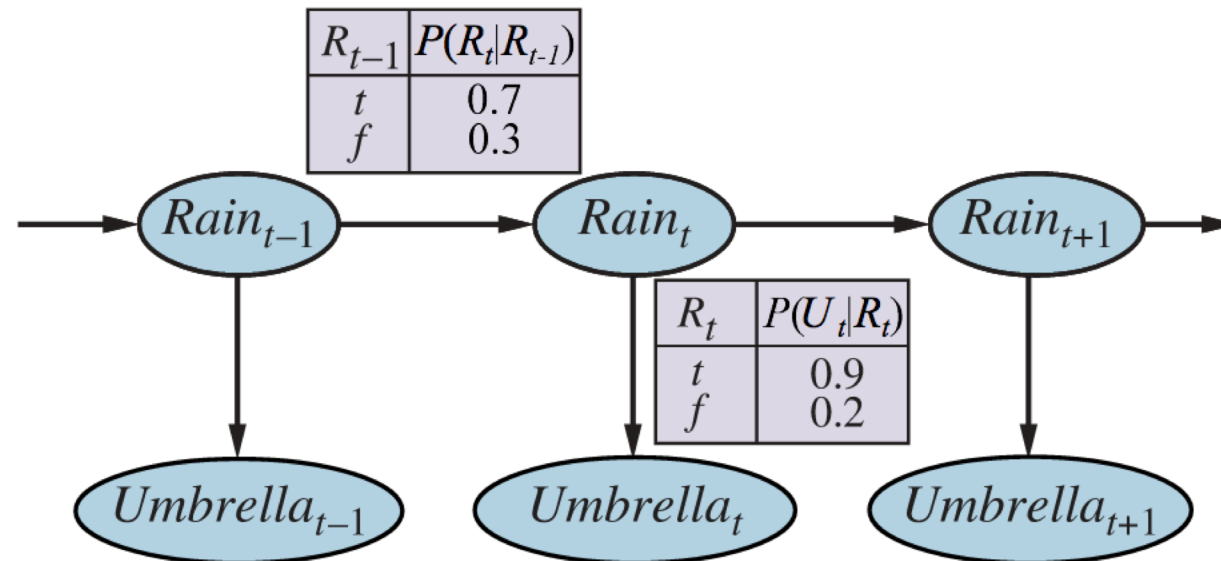 R_{t-1} P(R_t|R_{t-1})
t 0.7
f 0.3
Rain_{t-1} Rain_t Rain_{t+1}
R_t P(U_t|R_t)
t 0.9
f 0.2
Umbrella_{t-1} Umbrella_t Umbrella_{t+1}